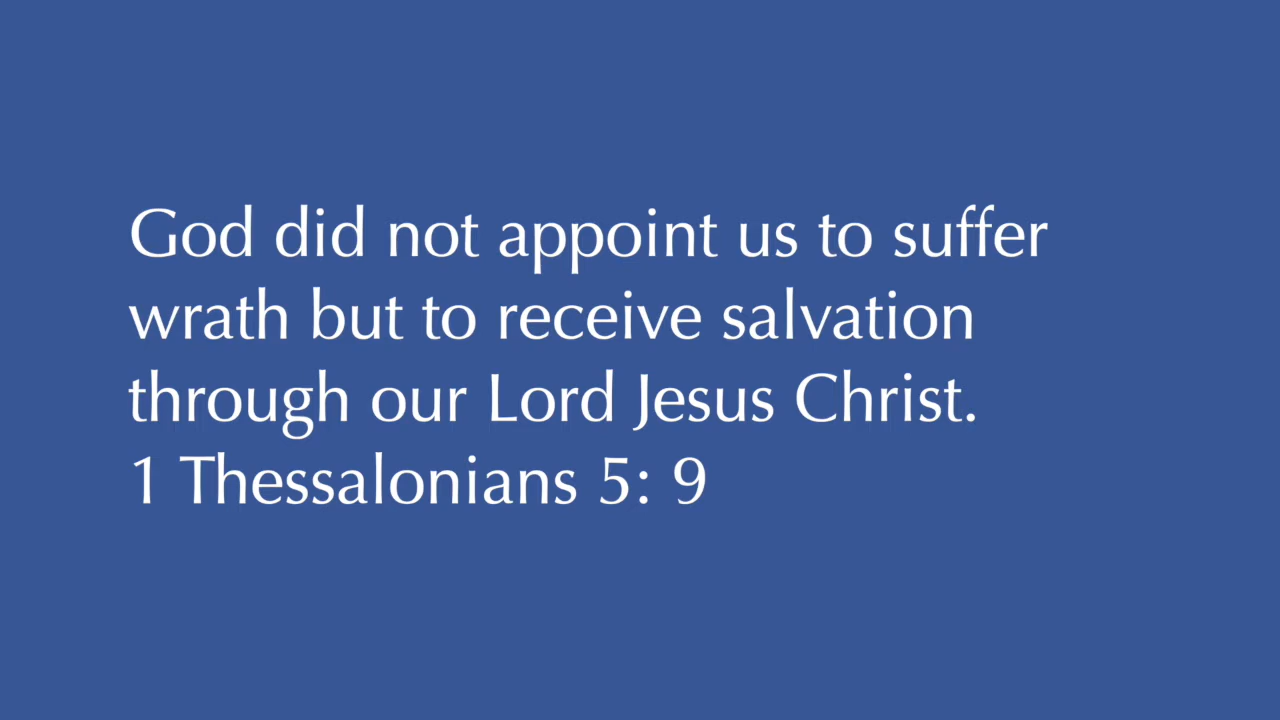 God did not appoint us to suffer
wrath but to receive salvation
through our Lord Jesus Christ.
1 Thessalonians 5: 9